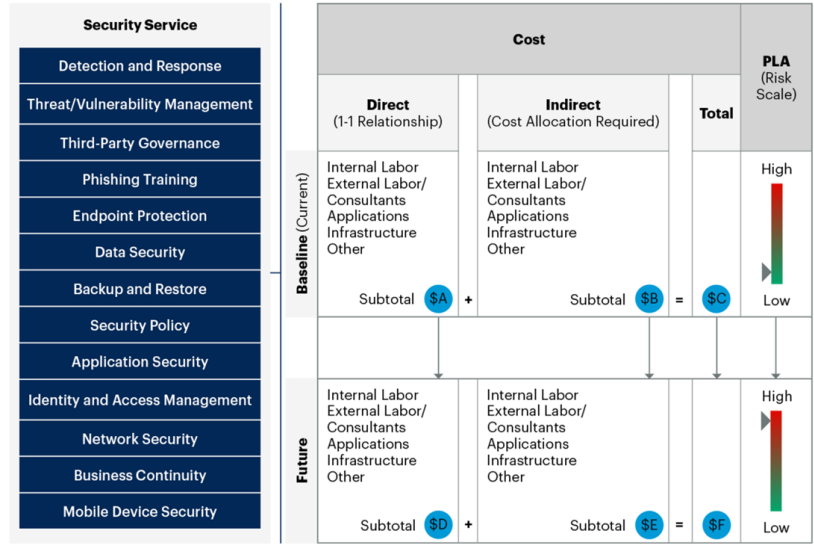 Security Service
Detection and Response
Threat/Vulnerability Management
Third-Party Governance
Phishing Training
Endpoint Protection
Data Security
Backup and Restore
Security Policy
Application Security
Identity and Access Management
Network Security
Business Continuity
Mobile Device Security
Cost
PLA
(Risk
Scale)
Direct
(1-1 Relationship)
+
Indirect
(Cost Allocation Required)
=
Total
Baseline (Current)
Internal Labor
External Labor/
Consultants
Applications
Infrastructure
Other
Subtotal $A
+
Internal Labor
External Labor/
Consultants
Applications
Infrastructure
Other
Subtotal $B
=
$C
High
Low
Future
Internal Labor
External Labor/
Consultants
Applications
Infrastructure
Other
Subtotal $D
+
Internal Labor
External Labor/
Consultants
Applications
Infrastructure
Other
Subtotal $E
=
$F
High
Low